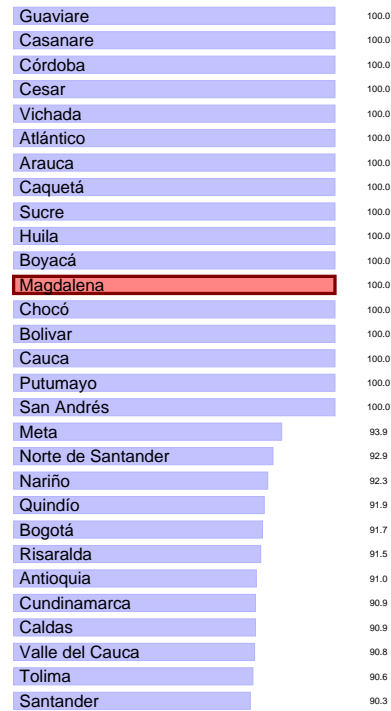 Guaviare 100.0
Casanare 100.0
Córdoba 100.0
Cesar 100.0
Vichada 100.0
Atlántico 100.0
Arauca 100.0
Caquetá 100.0
Sucre 100.0
Huila 100.0
Boyacá 100.0
Magdalena 100.0
Chocó 100.0
Bolivar 100.0
Cauca 100.0
Putumayo 100.0
San Andrés 100.0
Meta 93.9
Norte de Santander 92.9
Nariño 92.3
Quindío 91.9
Bogotá 91.7
Risaralda 91.5
Antioquia 91.0
Cundinamarca 90.9
Caldas 90.9
Valle del Cauca 90.8
Tolima 90.6
Santander 90.3